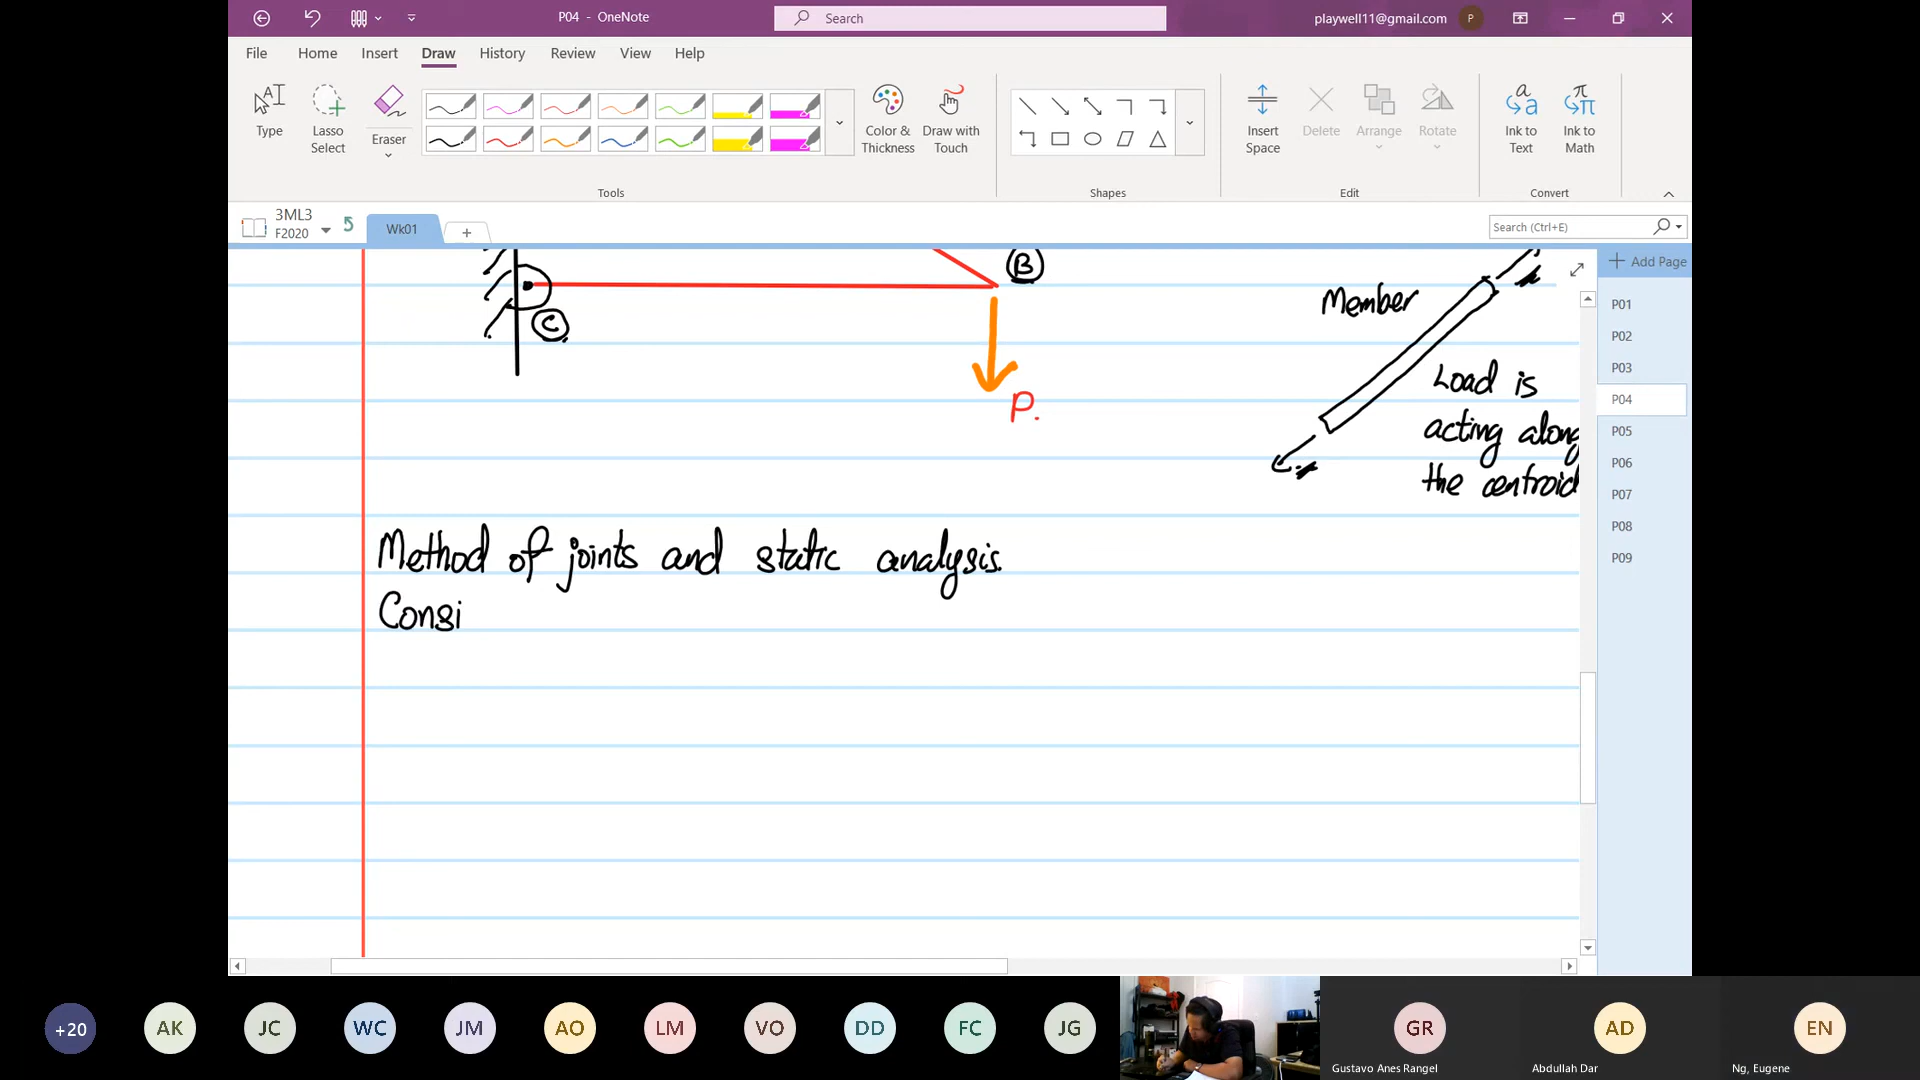 P04 - OneNote
Search
playwell11@gmail.com
P
File
Home
Insert
Draw
History
Review
View
Help
Type
Lasso
Select
Eraser
Color &
Thickness
Draw with
Touch
Insert
Space
Delete
Arrange
Rotate
Ink to
Text
Ink to
Math
Tools
Shapes
Edit
Convert
3ML3
F2020
Wk01
Search (Ctrl+E)
Add Page
P01
P02
P03
P04
P05
P06
P07
P08
P09
B
C
P.
Member
Load is
acting along
the centroid
Method of joints and static analysis.
Consi
+20
AK
JC
WC
JM
AO
LM
VO
DD
FC
JG
GR
Gustavo Anes Rangel
AD
Abdullah Dar
EN
Ng, Eugene